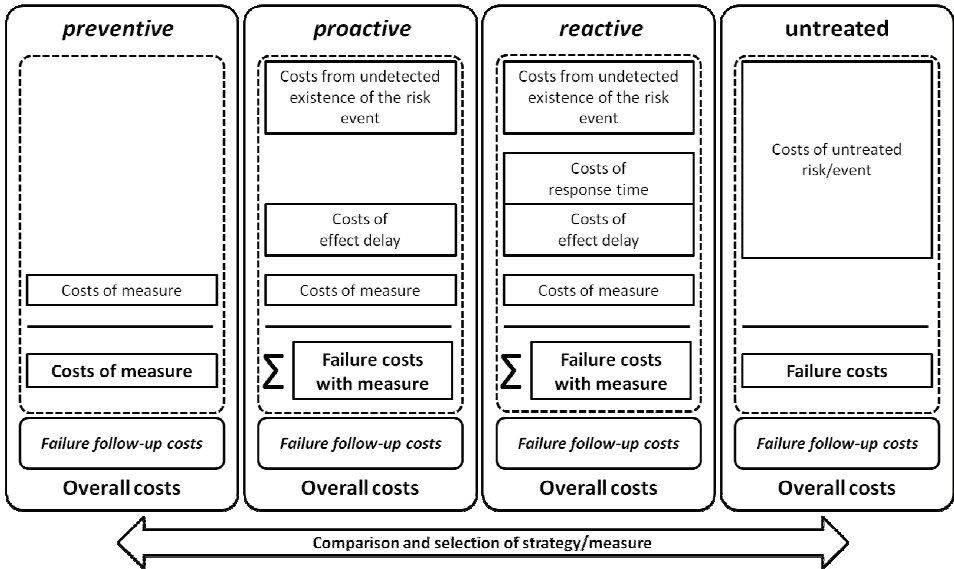 preventive
Costs of measure
Costs of measure
Failure follow-up costs
Overall costs
proactive
Costs from undetected
existence of the risk
event
Costs of
effect delay
Costs of measure
∑
Failure costs
with measure
Failure follow-up costs
Overall costs
reactive
Costs from undetected
existence of the risk
event
Costs of
response time
Costs of
effect delay
Costs of measure
∑
Failure costs
with measure
Failure follow-up costs
Overall costs
untreated
Costs of untreated
risk/event
Failure costs
Failure follow-up costs
Overall costs
Comparison and selection of strategy/measure